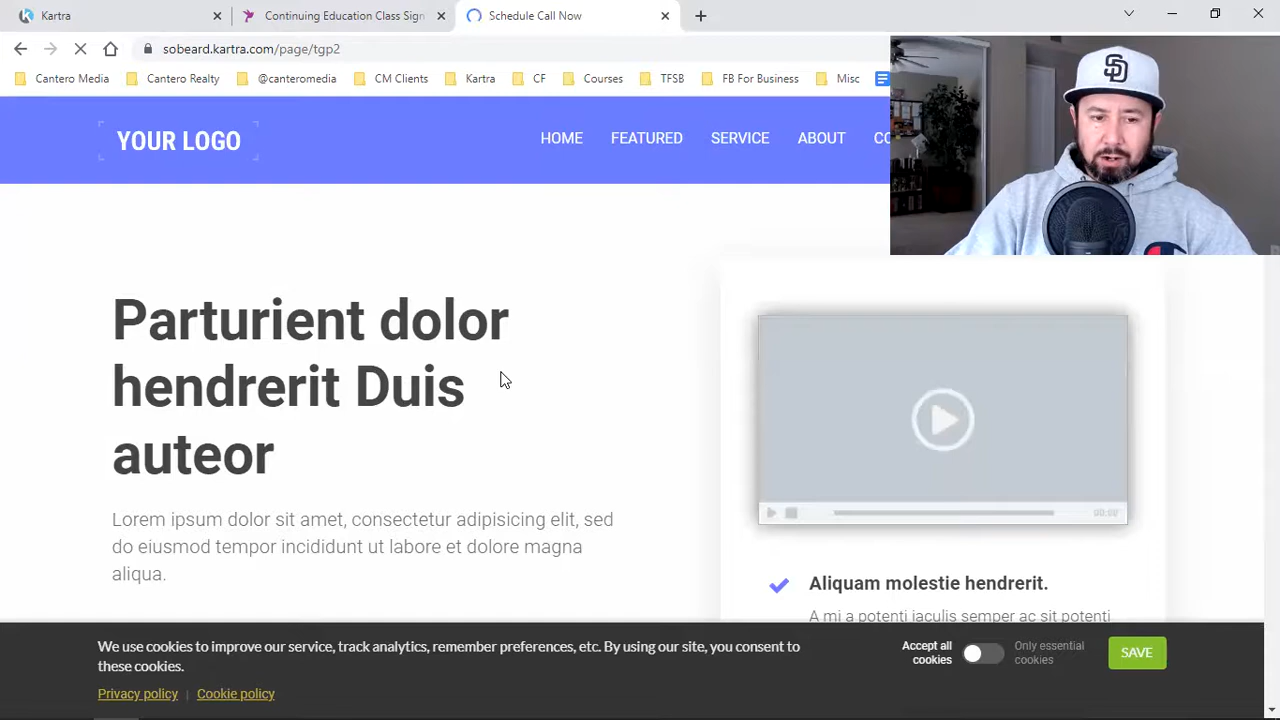 Kartra
Continuing Education Class Sign
Schedule Call Now
sobeard.kartra.com/page/tgp2
Cantero Media
Cantero Realty
@canteromedia
CM Clients
Kartra
CF
Courses
TFSB
FB For Business
Misc
YOUR LOGO
HOME
FEATURED
SERVICE
ABOUT
SD
Parturient dolor
hendrerit Duis
auteor
Lorem ipsum dolor sit amet, consectetur adipisicing elit, sed
do eiusmod tempor incididunt ut labore et dolore magna
aliqua.
00:00
Aliquam molestie hendrerit.
A mi a potenti iaculis semper ac sit potenti
We use cookies to improve our service, track analytics, remember preferences, etc. By using our site, you consent to
these cookies.
Privacy policy | Cookie policy
Accept all
cookies
Only essential
cookies
SAVE